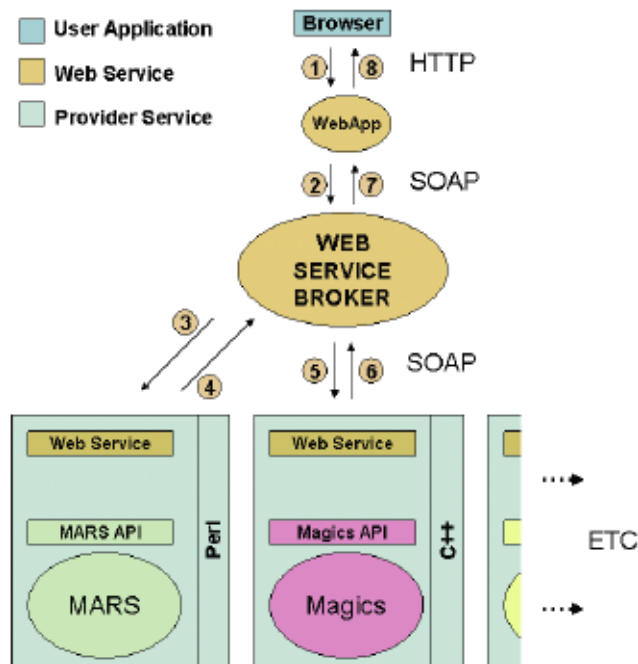 User Application
Web Service
Provider Service
Browser
1
8
HTTP
WebApp
2
7
SOAP
WEB
SERVICE
BROKER
3
4
5
6
SOAP
Web Service
MARS API
MARS
Perl
Web Service
Magics API
Magics
C++
ETC